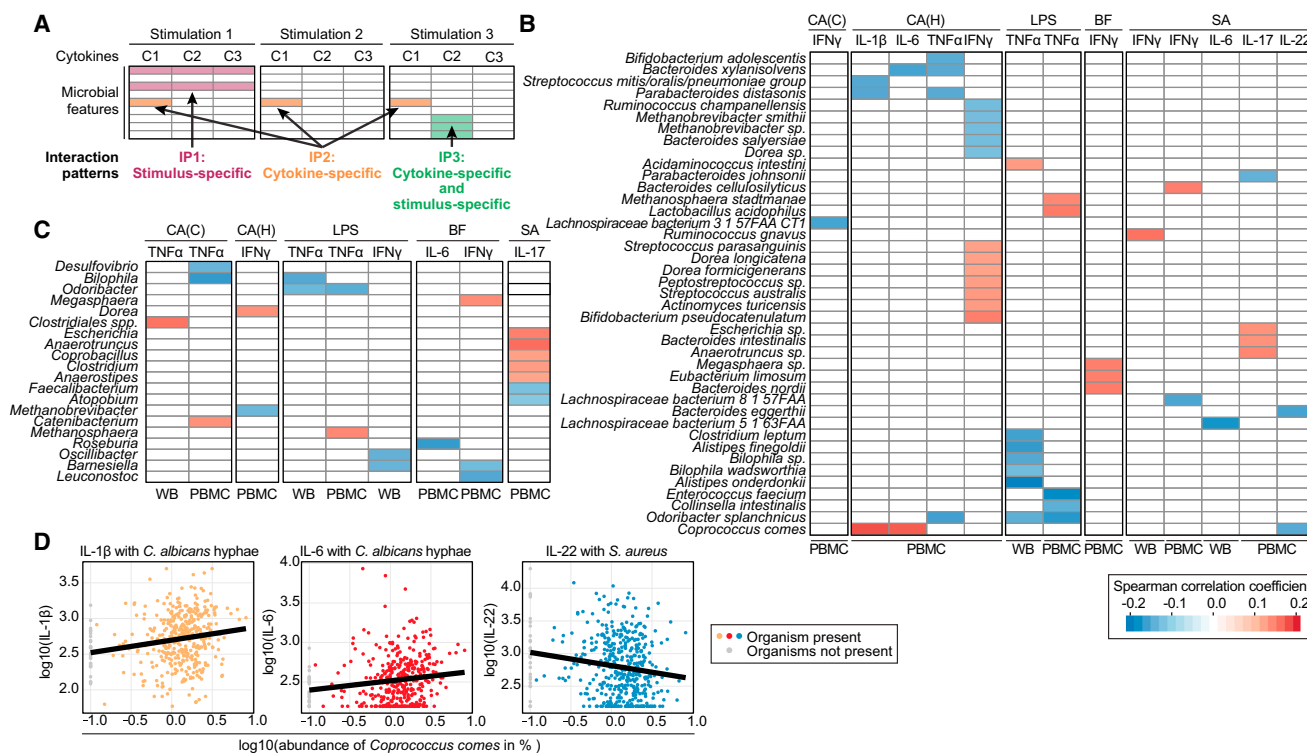 A
Stimulation 1 Stimulation 2 Stimulation 3
Cytokines C1 C2 C3 C1 C2 C3 C1 C2 C3
Microbial
features
Interaction
patterns
IP1:
Stimulus-specific
IP2:
Cytokine-specific
IP3:
Cytokine-specific
and
stimulus-specific
B
CA(C) CA(H) LPS BF SA
IFNγ IL-1β IL-6 TNFα IFNγ TNFα TNFα IFNγ IFNγ IFNγ IL-6 IL-17 IL-22
Bifidobacterium adolescentis
Bacteroides xylanisolvens
Streptococcus mitis/oralis/pneumoniae group
Parabacteroides distasonis
Ruminococcus champanellensis
Methanobrevibacter smithii
Methanobrevibacter sp.
Bacteroides salyersiae
Dorea sp.
Acidaminococcus intestini
Parabacteroides johnsonii
Bacteroides cellulosilyticus
Methanosphaera stadtmanae
Lactobacillus acidophilus
Lachnospiraceae bacterium 3 1 57FAA CT1
Ruminococcus gnavus
Streptococcus parasanguinis
Dorea longicatena
Dorea formicigenerans
Peptostreptococcus sp.
Streptococcus australis
Actinomyces turicensis
Bifidobacterium pseudocatenulatum
Escherichia sp.
Bacteroides intestinalis
Anaerotruncus sp.
Megasphaera sp.
Eubacterium limosum
Bacteroides nordii
Lachnospiraceae bacterium 8 1 57FAA
Bacteroides eggerthii
Lachnospiraceae bacterium 5 1 63FAA
Clostridium leptum
Alistipes finegoldii
Bilophila sp.
Bilophila wadsworthia
Alistipes onderdonkii
Enterococcus faecium
Collinsella intestinalis
Odoribacter splanchnicus
Coprococcus comes
PBMC PBMC WB PBMC PBMC WB PBMC WB PBMC
Spearman correlation coefficient
-0.2 -0.1 0.0 0.1 0.2
C
CA(C) CA(H) LPS BF SA
TNFα TNFα IFNγ TNFα TNFα IFNγ IL-6 IFNγ IL-17
Desulfovibrio
Bilophila
Odoribacter
Megasphaera
Dorea
Clostridiales spp.
Escherichia
Anaerotruncus
Coprobacillus
Clostridium
Anaerostipes
Faecalibacterium
Atopobium
Methanobrevibacter
Catenibacterium
Methanosphaera
Roseburia
Oscillibacter
Barnesiella
Leuconostoc
WB PBMC PBMC WB PBMC WB PBMC PBMC PBMC
D
IL-1β with C. albicans hyphae
log10(IL-1β)
3.5
3.0
2.5
2.0
−1.0 −0.5 0.0 0.5 1.0
IL-6 with C. albicans hyphae
log10(IL-6)
4.0
3.5
3.0
2.5
−1.0 −0.5 0.0 0.5 1.0
IL-22 with S. aureus
log10(IL-22)
4.0
3.5
3.0
2.5
−1.0 −0.5 0.0 0.5 1.0
Organism present
Organisms not present
log10(abundance of Coprococcus comes in % )